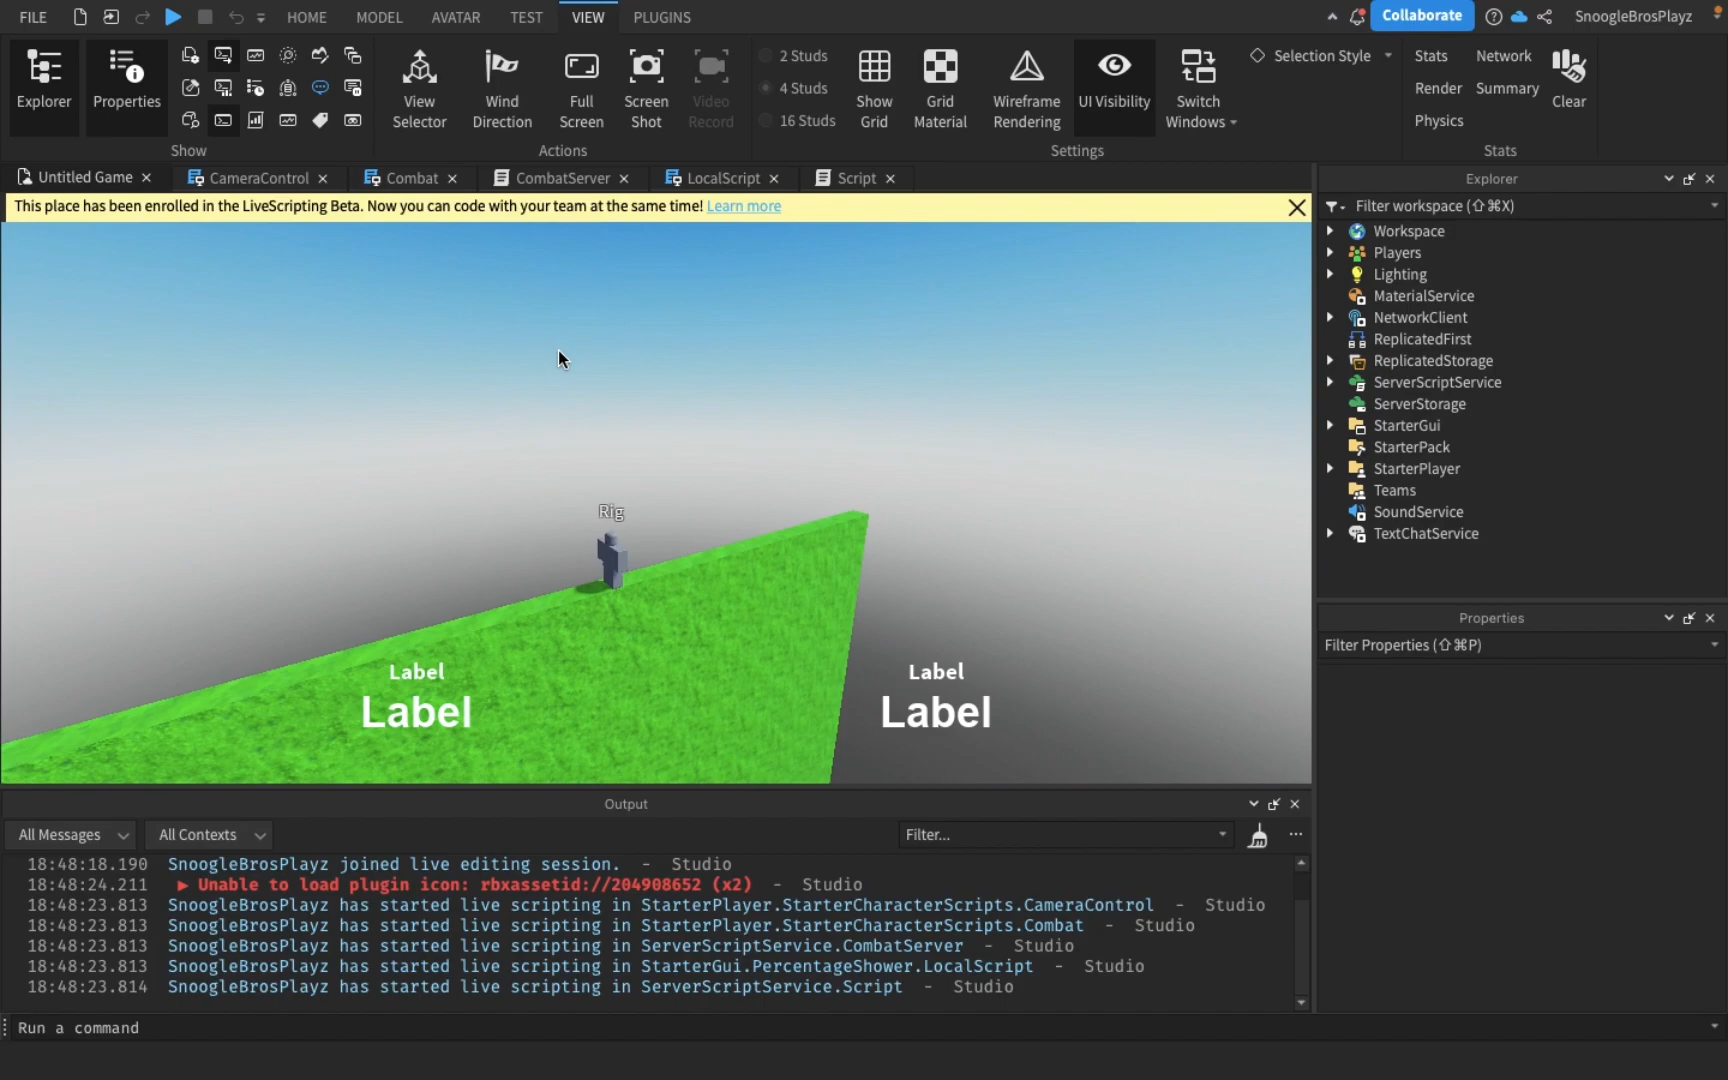 FILE HOME MODEL AVATAR TEST VIEW PLUGINS Collaborate SnoogleBrosPlayz
Explorer
Properties
Show
View
Selector
Wind
Direction
Full
Screen
Screen
Shot
Video
Record
Actions
2 Studs
4 Studs
16 Studs
Show
Grid
Grid
Material
Wireframe
Rendering
UI Visibility
Switch
Windows
Selection Style
Settings
Stats Network
Render Summary
Physics
Clear
Stats
Untitled Game CameraControl Combat CombatServer LocalScript Script
This place has been enrolled in the LiveScripting Beta. Now you can code with your team at the same time! Learn more
Rig
Label
Label
Label
Label
Explorer
Filter workspace (⇧⌘X)
Workspace
Players
Lighting
MaterialService
NetworkClient
ReplicatedFirst
ReplicatedStorage
ServerScriptService
ServerStorage
StarterGui
StarterPack
StarterPlayer
Teams
SoundService
TextChatService
Properties
Filter Properties (⇧⌘P)
Output
All Messages All Contexts Filter...
18:48:18.190 SnoogleBrosPlayz joined live editing session. - Studio
18:48:24.211 ▶ Unable to load plugin icon: rbxassetid://204908652 (x2) - Studio
18:48:23.813 SnoogleBrosPlayz has started live scripting in StarterPlayer.StarterCharacterScripts.CameraControl - Studio
18:48:23.813 SnoogleBrosPlayz has started live scripting in StarterPlayer.StarterCharacterScripts.Combat - Studio
18:48:23.813 SnoogleBrosPlayz has started live scripting in ServerScriptService.CombatServer - Studio
18:48:23.813 SnoogleBrosPlayz has started live scripting in StarterGui.PercentageShower.LocalScript - Studio
18:48:23.814 SnoogleBrosPlayz has started live scripting in ServerScriptService.Script - Studio
Run a command